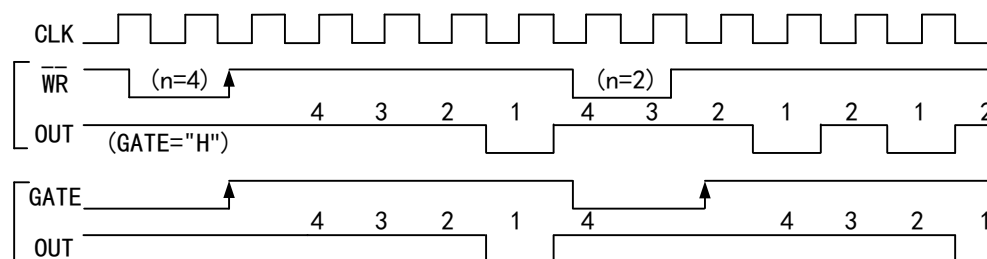 CLK
WR (n=4) (n=2)
4 3 2 1 4 3 2 1 2 1 2
OUT (GATE="H")
GATE
4 3 2 1 4 4 3 2 1
OUT